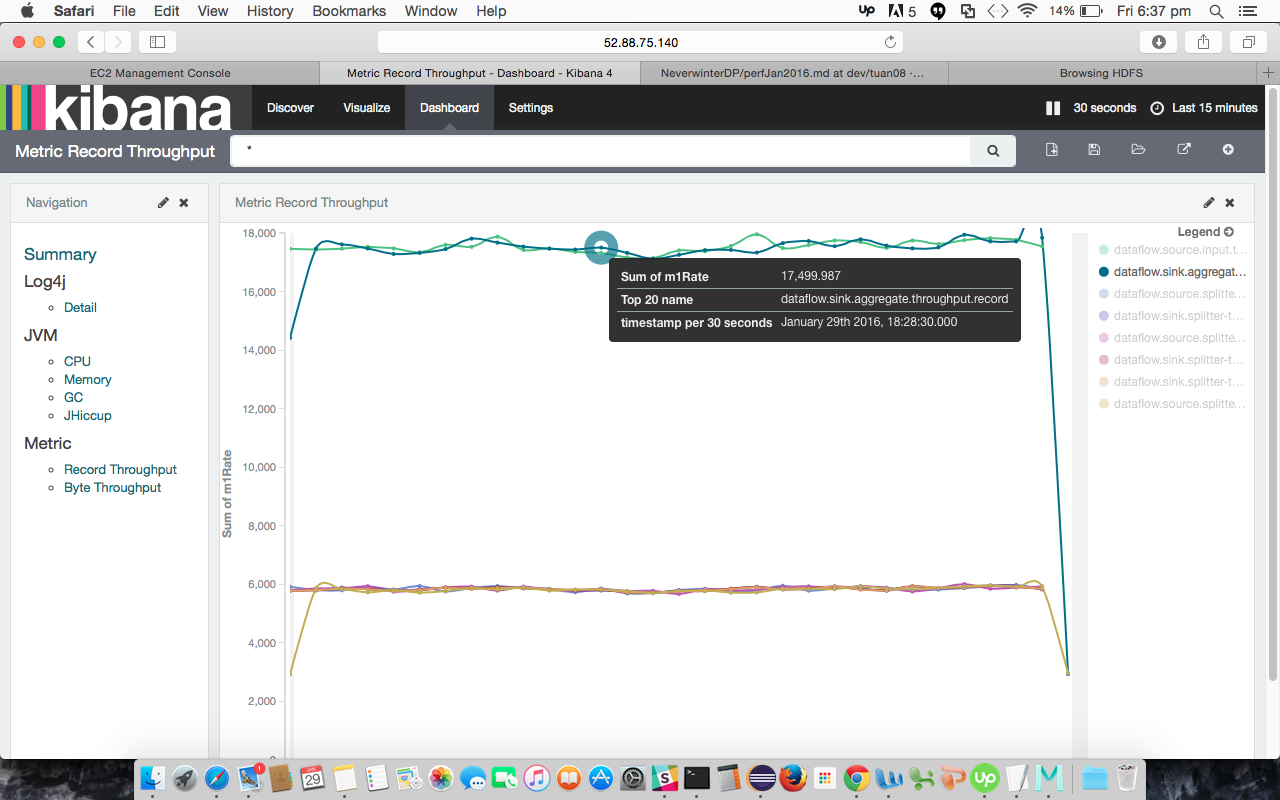 Safari File Edit View History Bookmarks Window Help
up 5 14% Fri 6:37 pm
52.88.75.140
EC2 Management Console
Metric Record Throughput - Dashboard - Kibana 4
NeverwinterDP/perfJan2016.md at dev/tuan08 ·…
Browsing HDFS
kibana
Discover Visualize Dashboard Settings
30 seconds Last 15 minutes
Metric Record Throughput
*
Navigation
Summary
Log4j
Detail
JVM
CPU
Memory
GC
JHiccup
Metric
Record Throughput
Byte Throughput
Metric Record Throughput
Sum of m1Rate
18,000
16,000
14,000
12,000
10,000
8,000
6,000
4,000
2,000
Sum of m1Rate 17,499.987
Top 20 name dataflow.sink.aggregate.throughput.record
timestamp per 30 seconds January 29th 2016, 18:28:30.000
Legend
dataflow.source.input.t...
dataflow.sink.aggregat...
dataflow.source.splitte...
dataflow.sink.splitter-t...
dataflow.source.splitte...
dataflow.sink.splitter-t...
dataflow.sink.splitter-t...
dataflow.source.splitte...
JAN
29
Up